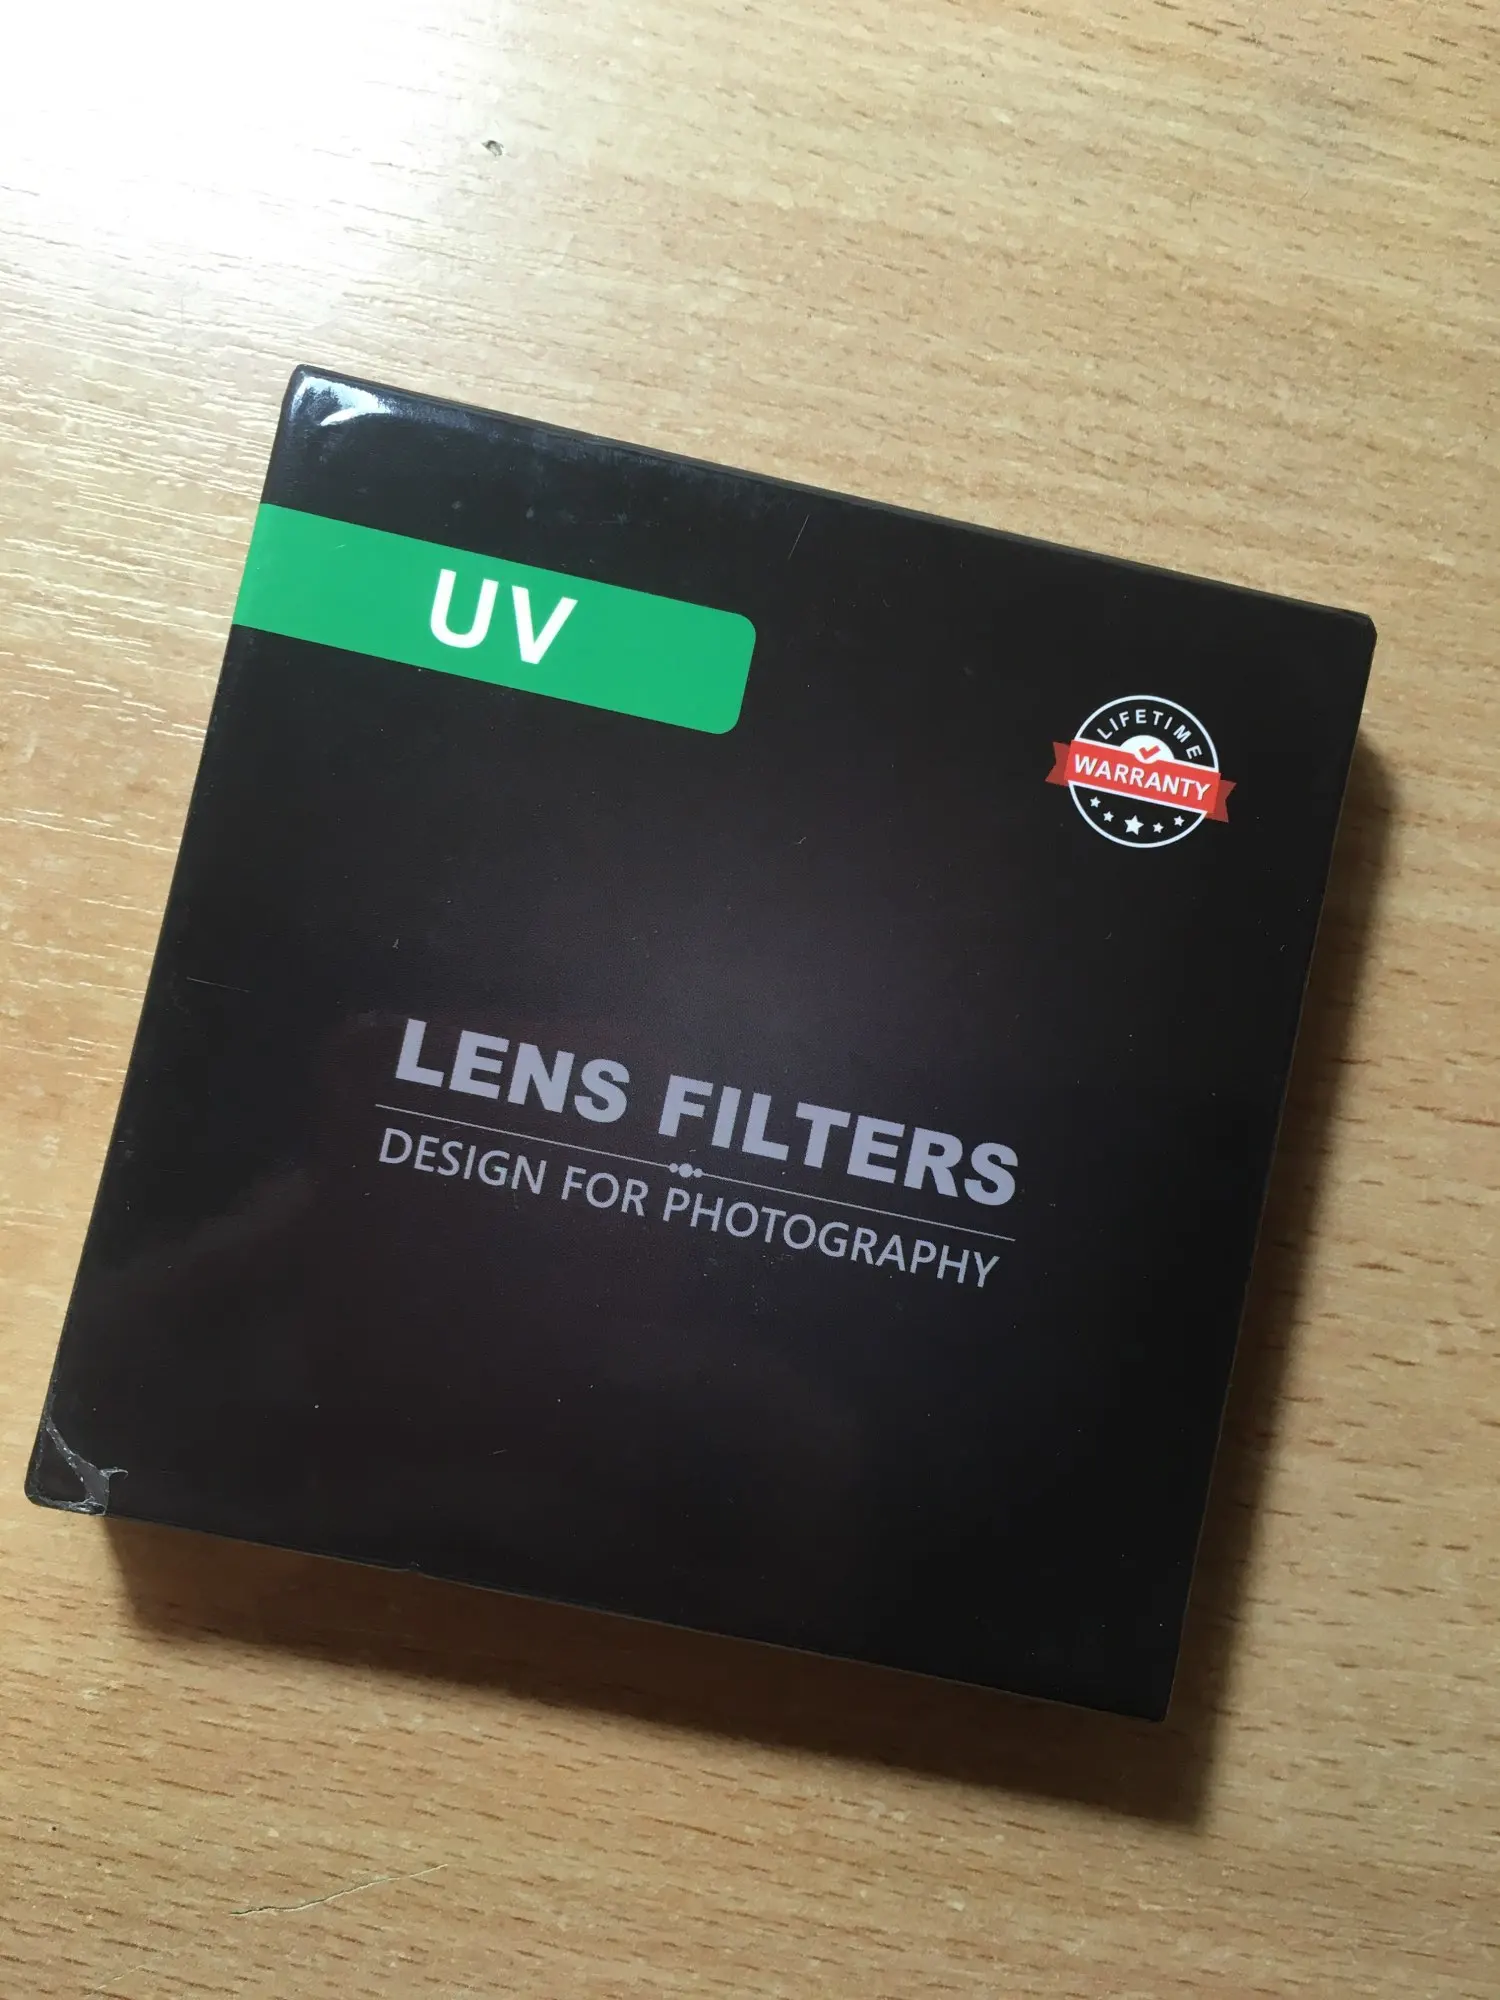 UV
LIFETIME
WARRANTY
LENS FILTERS
DESIGN FOR PHOTOGRAPHY